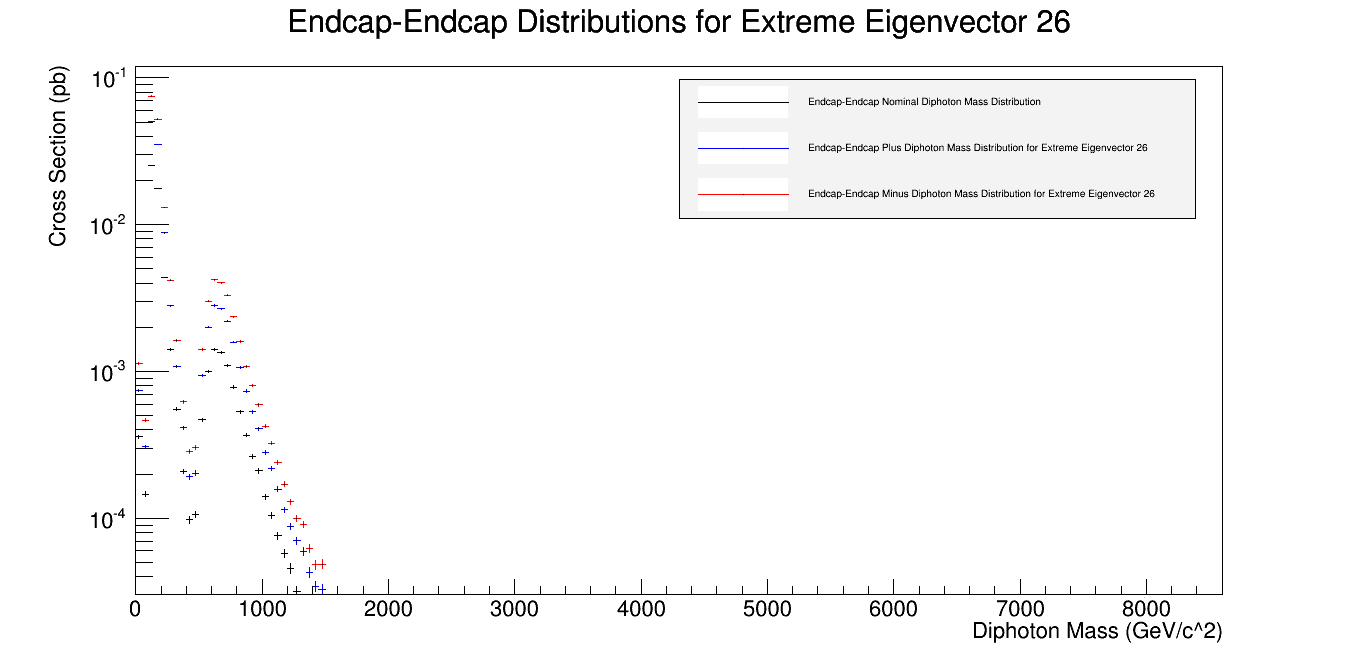 Endcap-Endcap Distributions for Extreme Eigenvector 26
Cross Section (pb)
10^-1
10^-2
10^-3
10^-4
Endcap-Endcap Nominal Diphoton Mass Distribution
Endcap-Endcap Plus Diphoton Mass Distribution for Extreme Eigenvector 26
Endcap-Endcap Minus Diphoton Mass Distribution for Extreme Eigenvector 26
0 1000 2000 3000 4000 5000 6000 7000 8000
Diphoton Mass (GeV/c^2)